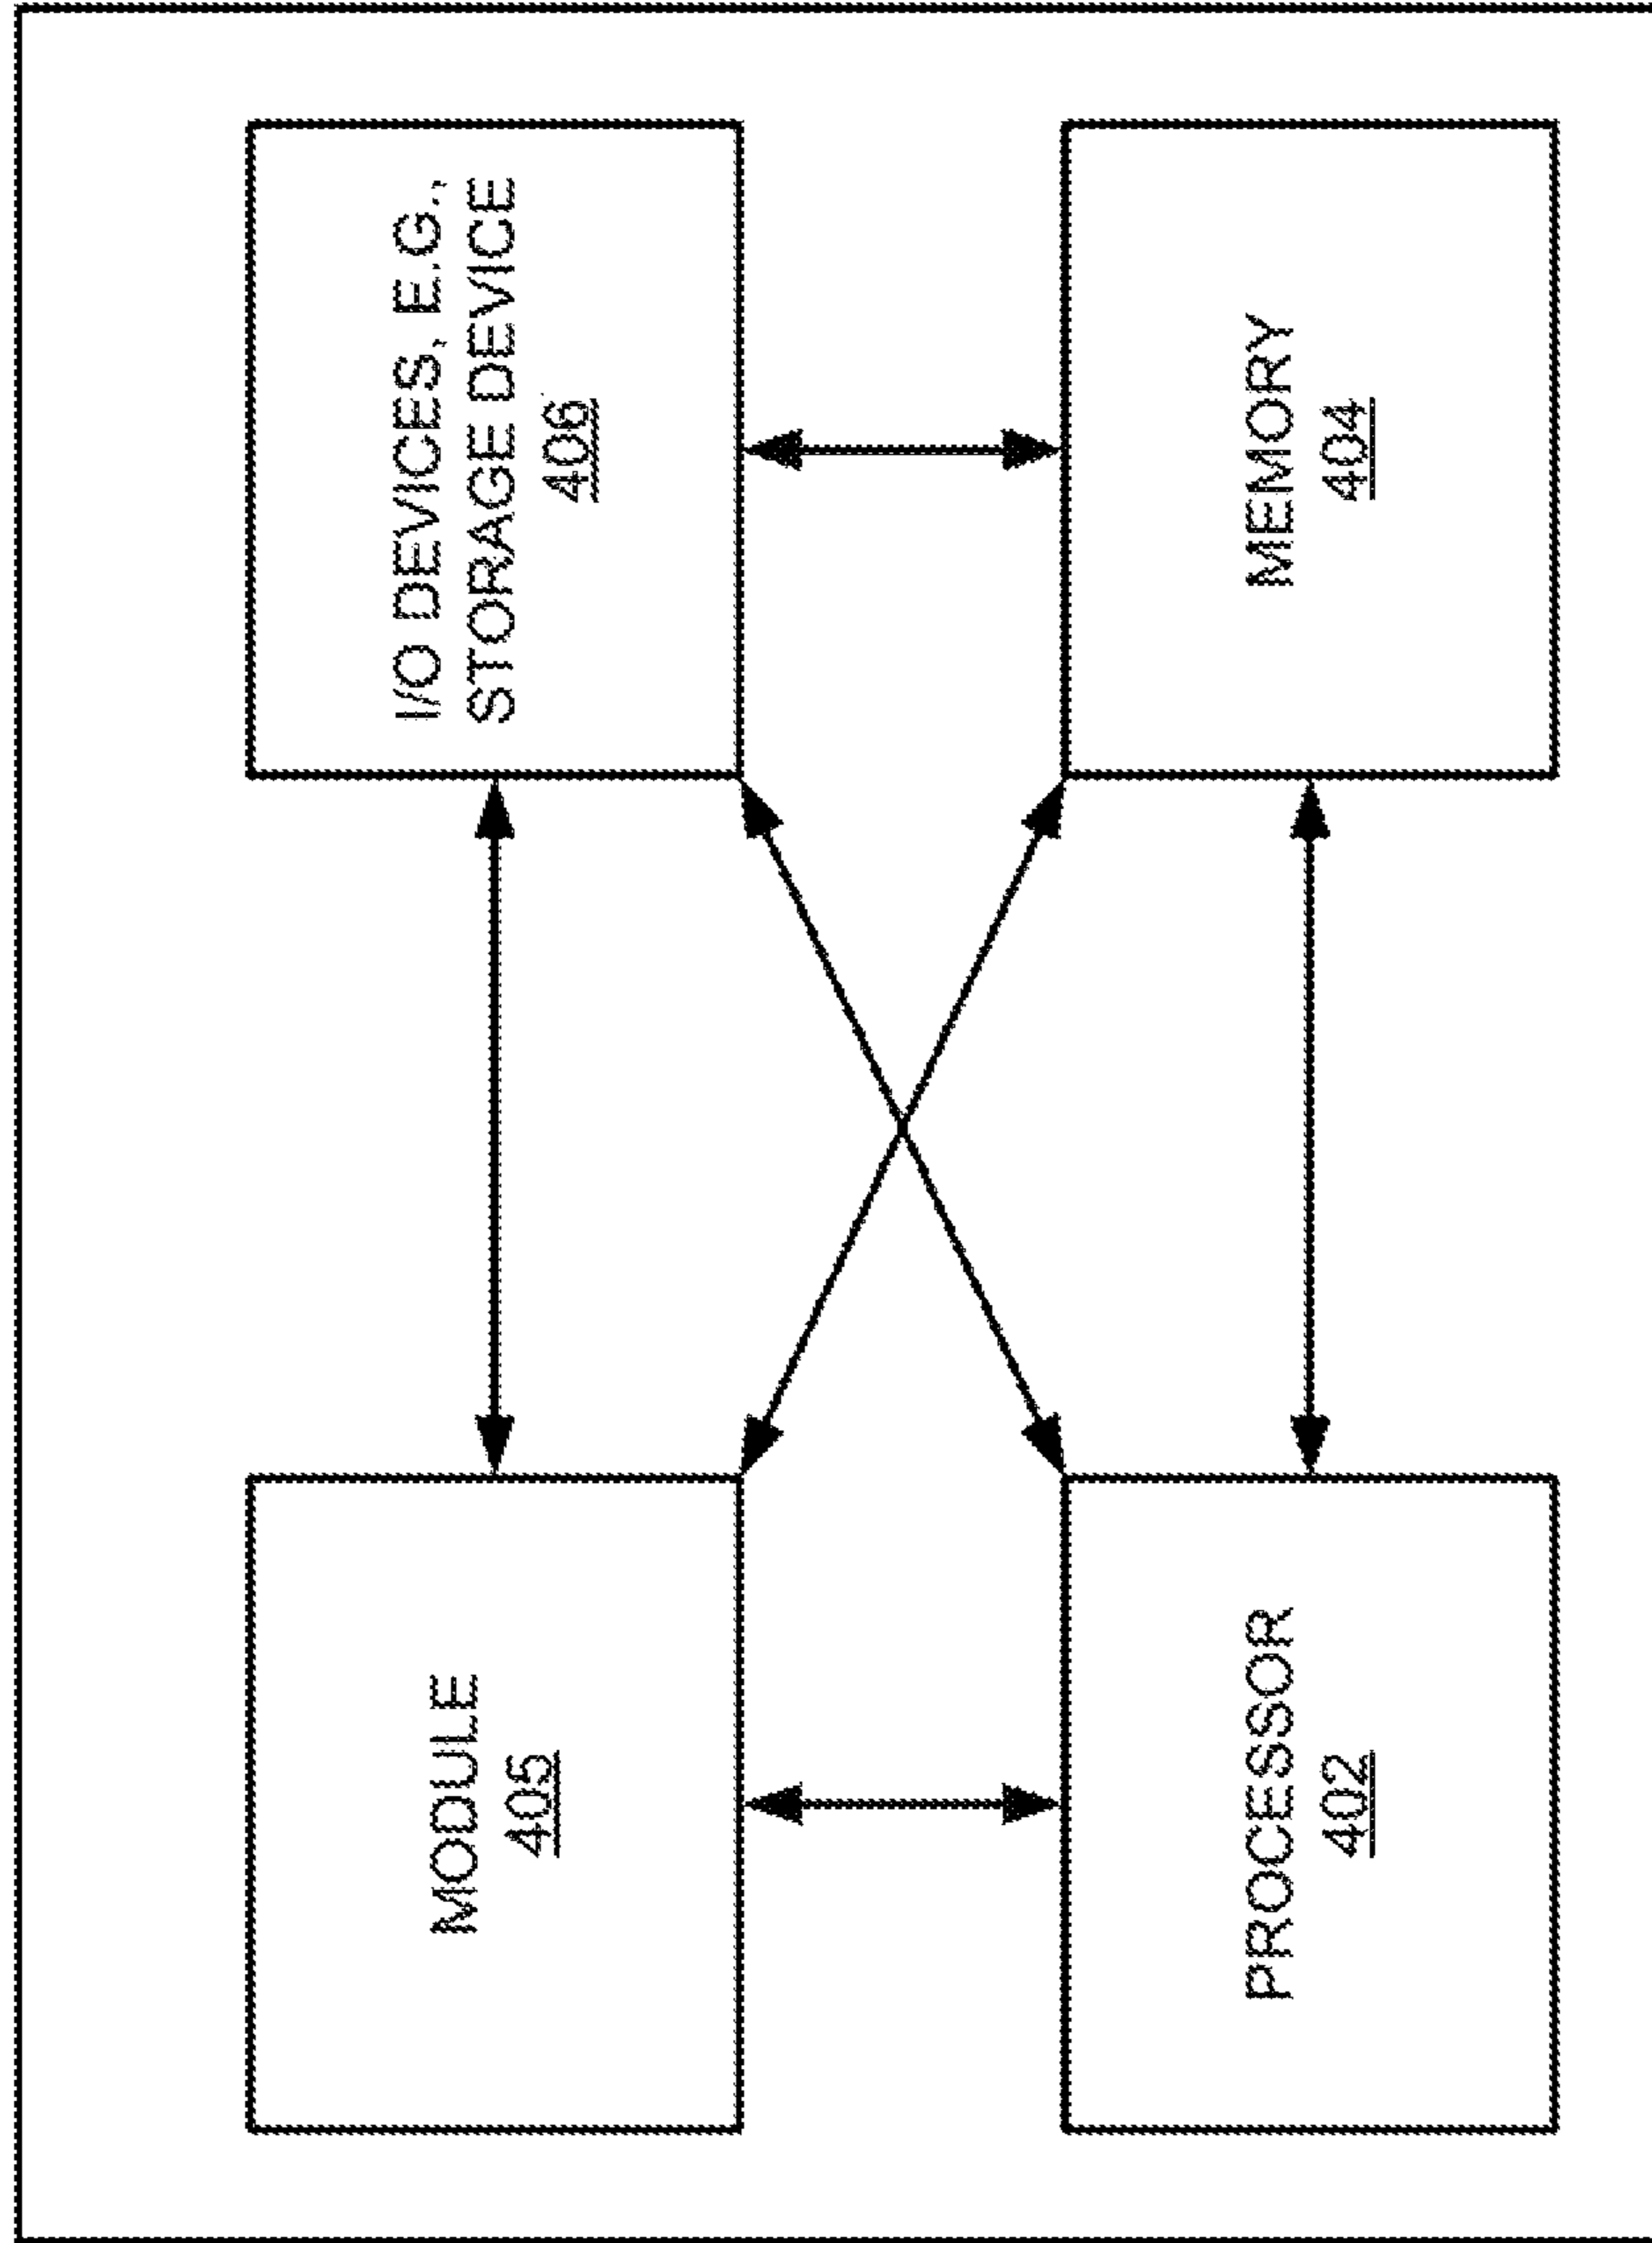 MODULE
405
I/O DEVICES, E.G.,
STORAGE DEVICE
406
PROCESSOR
402
MEMORY
404